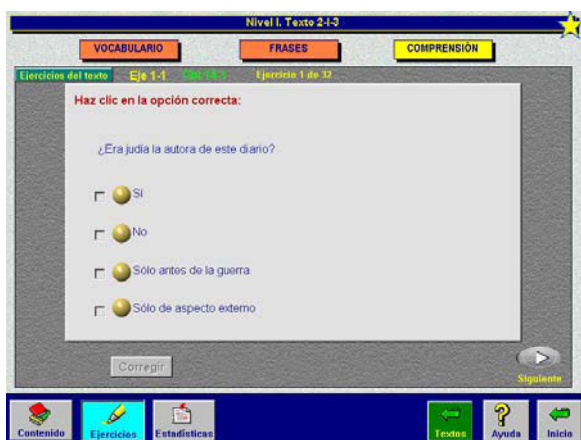 Nivel I. Texto 2-I-3
VOCABULARIO FRASES COMPRENSIÓN
Ejercicios del texto Eje 1-1 Ejercicio 1 de 32
Haz clic en la opción correcta:
¿Era judía la autora de este diario?
Sí
No
Sólo antes de la guerra
Sólo de aspecto externo
Corregir
Siguiente
Contenido Ejercicios Estadísticas Textos Ayuda Inicio